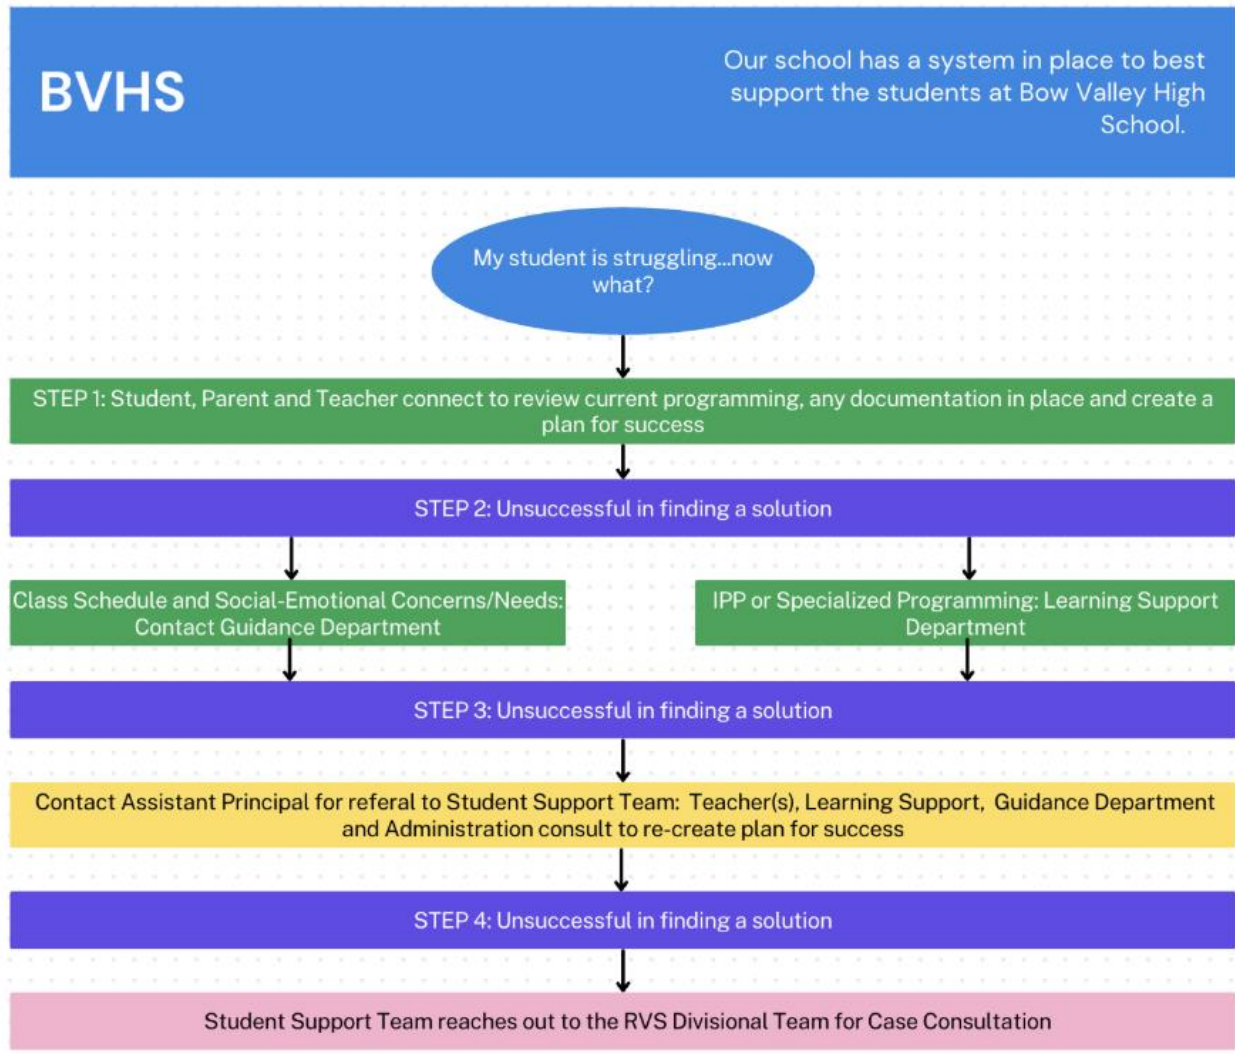 BVHS
Our school has a system in place to best
support the students at Bow Valley High
School.
My student is struggling...now
what?
STEP 1: Student, Parent and Teacher connect to review current programming, any documentation in place and create a
plan for success
STEP 2: Unsuccessful in finding a solution
Class Schedule and Social-Emotional Concerns/Needs:
Contact Guidance Department
IPP or Specialized Programming: Learning Support
Department
STEP 3: Unsuccessful in finding a solution
Contact Assistant Principal for referal to Student Support Team: Teacher(s), Learning Support, Guidance Department
and Administration consult to re-create plan for success
STEP 4: Unsuccessful in finding a solution
Student Support Team reaches out to the RVS Divisional Team for Case Consultation